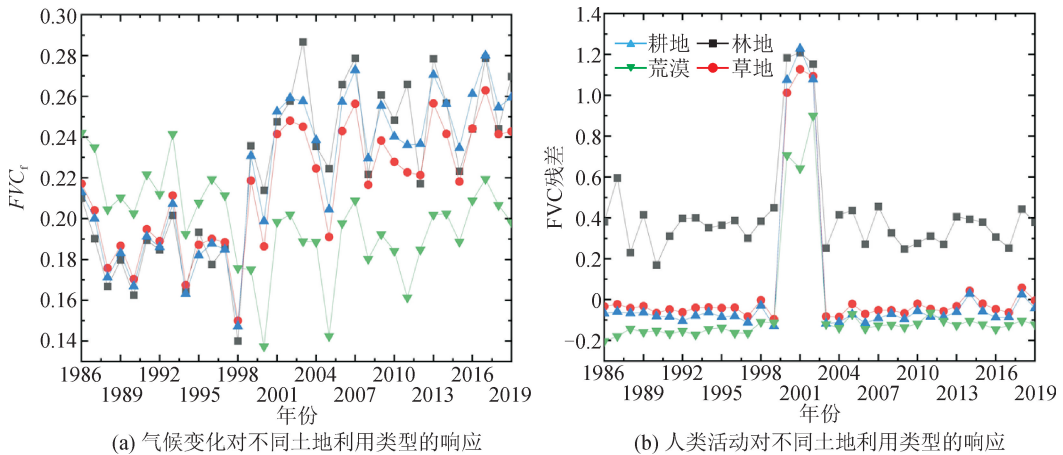 (a)
0.28
0.26
0.24
0.22
0.20
0.18
0.16
0.14
FVCf
1986 1992 1998 2004 2010 2016
1989 1995 2001 2007 2013 2019
年份
(a) 气候变化对不同土地利用类型的响应
(b)
1.4
1.2
1.0
0.8
0.6
0.4
0.2
0
−0.2
FVC残差
耕地 林地
荒漠 草地
1986 1992 1998 2004 2010 2016
1989 1995 2001 2007 2013 2019
年份
(b) 人类活动对不同土地利用类型的响应